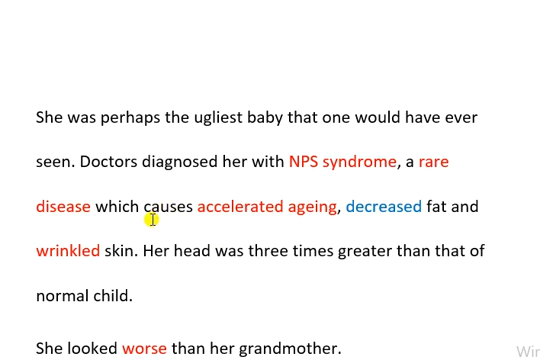 She was perhaps the ugliest baby that one would have ever
seen. Doctors diagnosed her with NPS syndrome, a rare
disease which causes accelerated ageing, decreased fat and
wrinkled skin. Her head was three times greater than that of
normal child.
She looked worse than her grandmother.
Wir